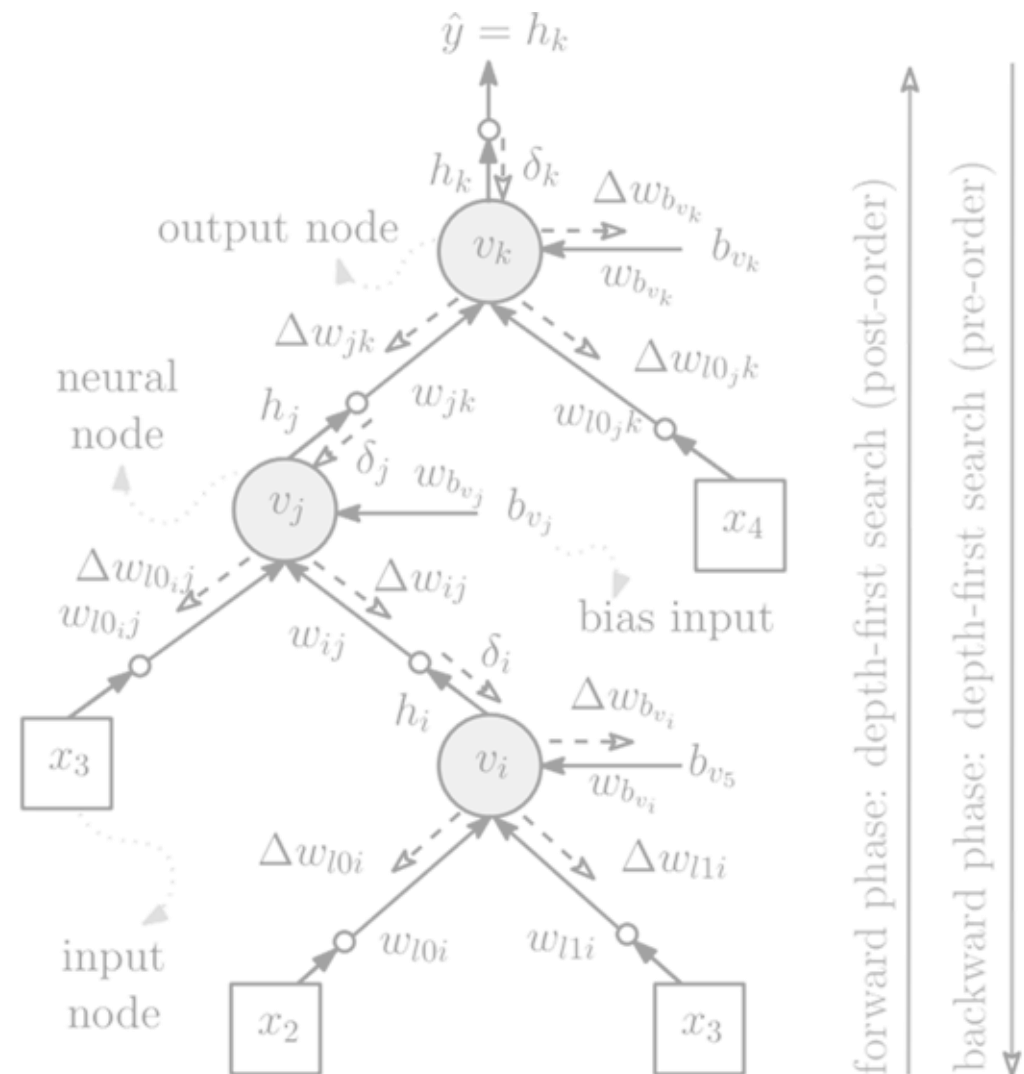 ŷ = h_k
h_k
δ_k
Δw_{b_{v_k}}
output node
v_k
b_{v_k}
w_{b_{v_k}}
Δw_{jk}
Δw_{l0_jk}
neural
node
h_j
w_{jk}
w_{l0_jk}
δ_j
w_{b_{v_j}}
b_{v_j}
v_j
x_4
Δw_{l0_ij}
Δw_{ij}
w_{l0_ij}
w_{ij}
bias input
δ_i
h_i
Δw_{b_{v_i}}
x_3
v_i
b_{v_5}
w_{b_{v_i}}
Δw_{l0i}
Δw_{l1i}
input
node
w_{l0i}
w_{l1i}
x_2
x_3
forward phase: depth-first search (post-order)
backward phase: depth-first search (pre-order)